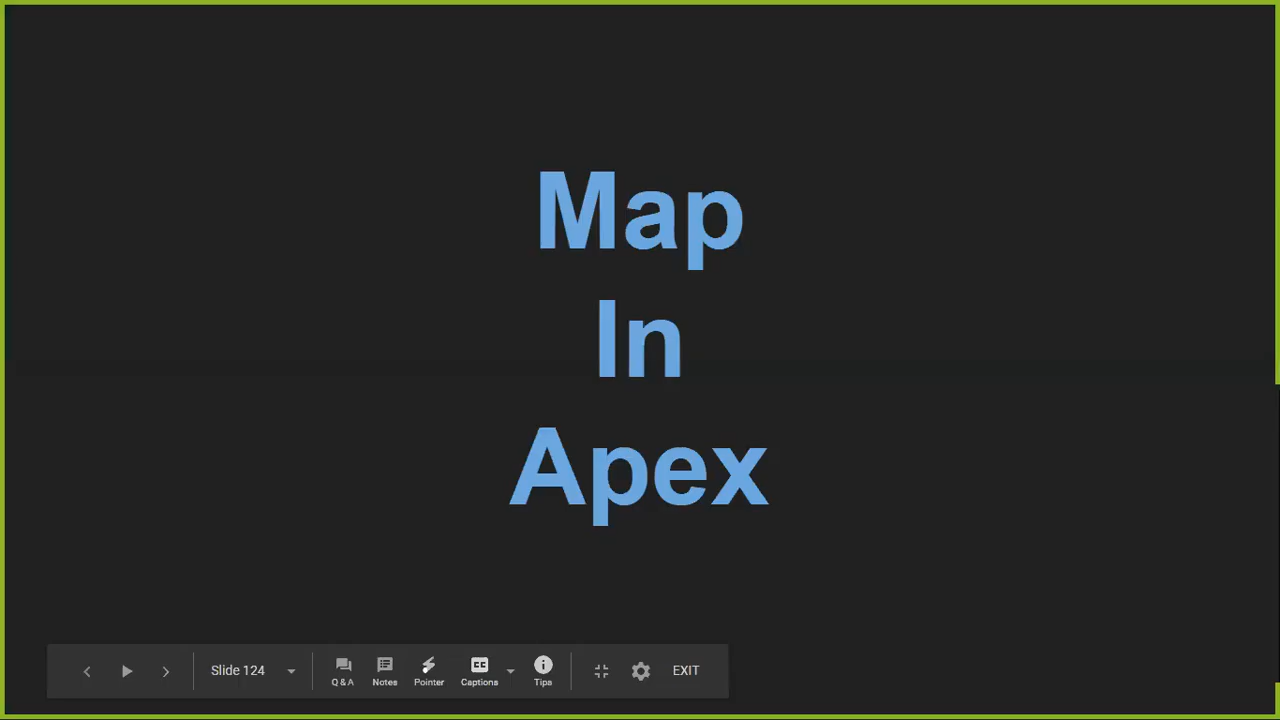 Map
In
Apex
Slide 124
Q & A
Notes
Pointer
Captions
Tips
EXIT